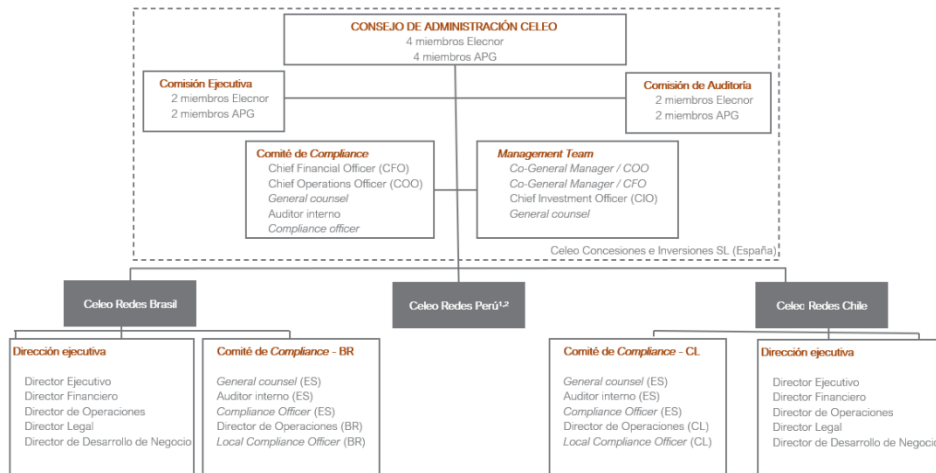 CONSEJO DE ADMINISTRACIÓN CELEO
4 miembros Elecnor
4 miembros APG
Comisión Ejecutiva
2 miembros Elecnor
2 miembros APG
Comisión de Auditoría
2 miembros Elecnor
2 miembros APG
Comité de Compliance
Chief Financial Officer (CFO)
Chief Operations Officer (COO)
General counsel
Auditor interno
Compliance officer
Management Team
Co-General Manager / COO
Co-General Manager / CFO
Chief Investment Officer (CIO)
General counsel
Celeo Concesiones e Inversiones SL (España)
Celeo Redes Brasil
Celeo Redes Perú¹,²
Celeo Redes Chile
Dirección ejecutiva
Director Ejecutivo
Director Financiero
Director de Operaciones
Director Legal
Director de Desarrollo de Negocio
Comité de Compliance - BR
General counsel (ES)
Auditor interno (ES)
Compliance Officer (ES)
Director de Operaciones (BR)
Local Compliance Officer (BR)
Comité de Compliance - CL
General counsel (ES)
Auditor interno (ES)
Compliance Officer (ES)
Director de Operaciones (CL)
Local Compliance Officer (CL)
Dirección ejecutiva
Director Ejecutivo
Director Financiero
Director de Operaciones
Director Legal
Director de Desarrollo de Negocio